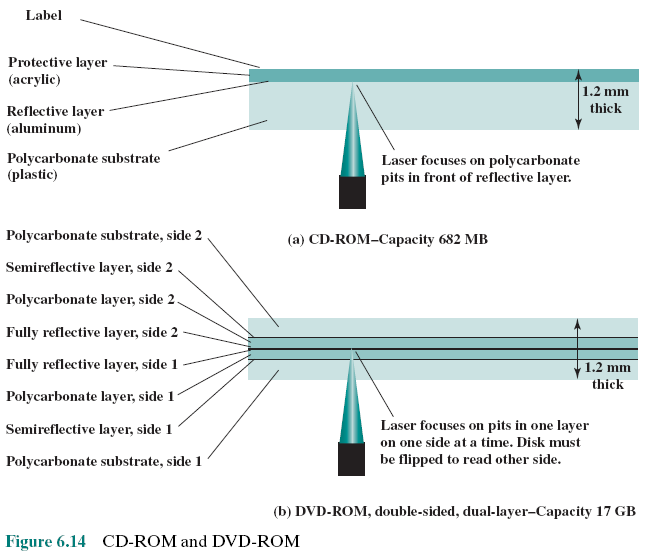 Label
Protective layer
(acrylic)
Reflective layer
(aluminum)
Polycarbonate substrate
(plastic)
1.2 mm
thick
Laser focuses on polycarbonate
pits in front of reflective layer.
(a) CD-ROM–Capacity 682 MB
Polycarbonate substrate, side 2
Semireflective layer, side 2
Polycarbonate layer, side 2
Fully reflective layer, side 2
Fully reflective layer, side 1
Polycarbonate layer, side 1
Semireflective layer, side 1
Polycarbonate substrate, side 1
1.2 mm
thick
Laser focuses on pits in one layer
on one side at a time. Disk must
be flipped to read other side.
(b) DVD-ROM, double-sided, dual-layer–Capacity 17 GB
Figure 6.14 CD-ROM and DVD-ROM